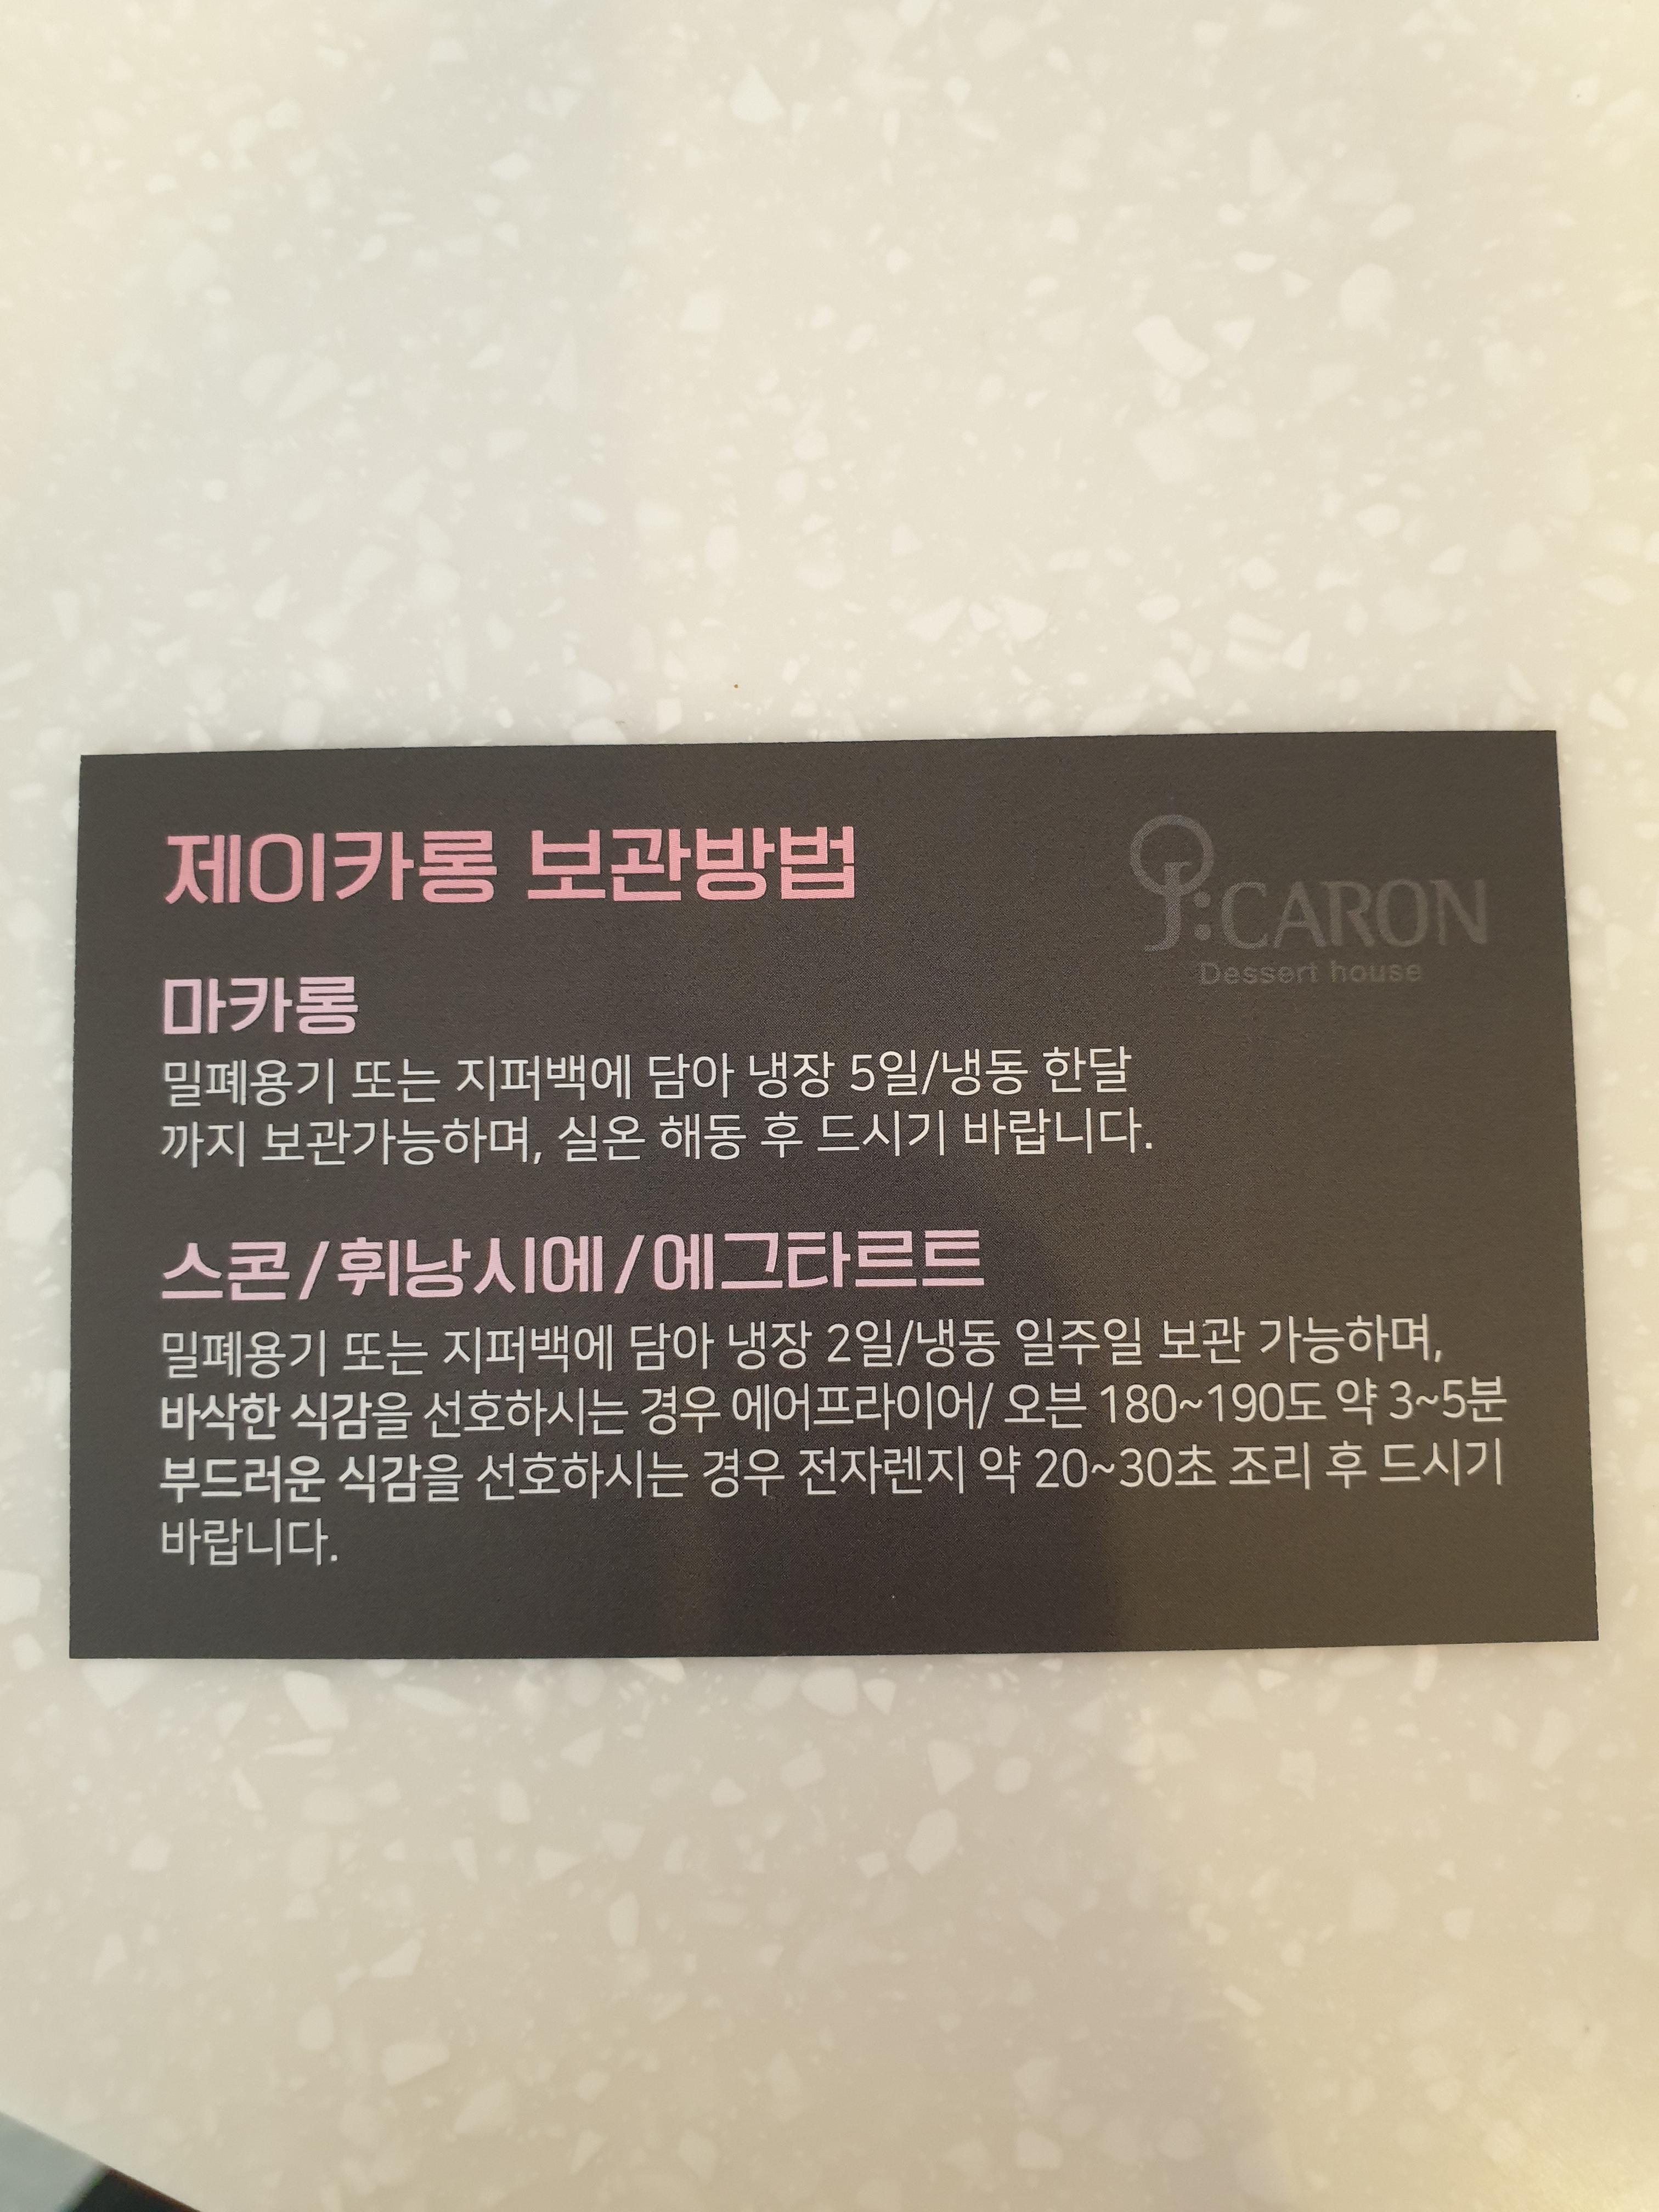 제이카롱 보관방법
J:CARON
Dessert house
마카롱
밀폐용기 또는 지퍼백에 담아 냉장 5일/냉동 한달
까지 보관가능하며, 실온 해동 후 드시기 바랍니다.
스콘/휘낭시에/에그타르트
밀폐용기 또는 지퍼백에 담아 냉장 2일/냉동 일주일 보관 가능하며,
바삭한 식감을 선호하시는 경우 에어프라이어/ 오븐 180~190도 약 3~5분
부드러운 식감을 선호하시는 경우 전자렌지 약 20~30초 조리 후 드시기
바랍니다.